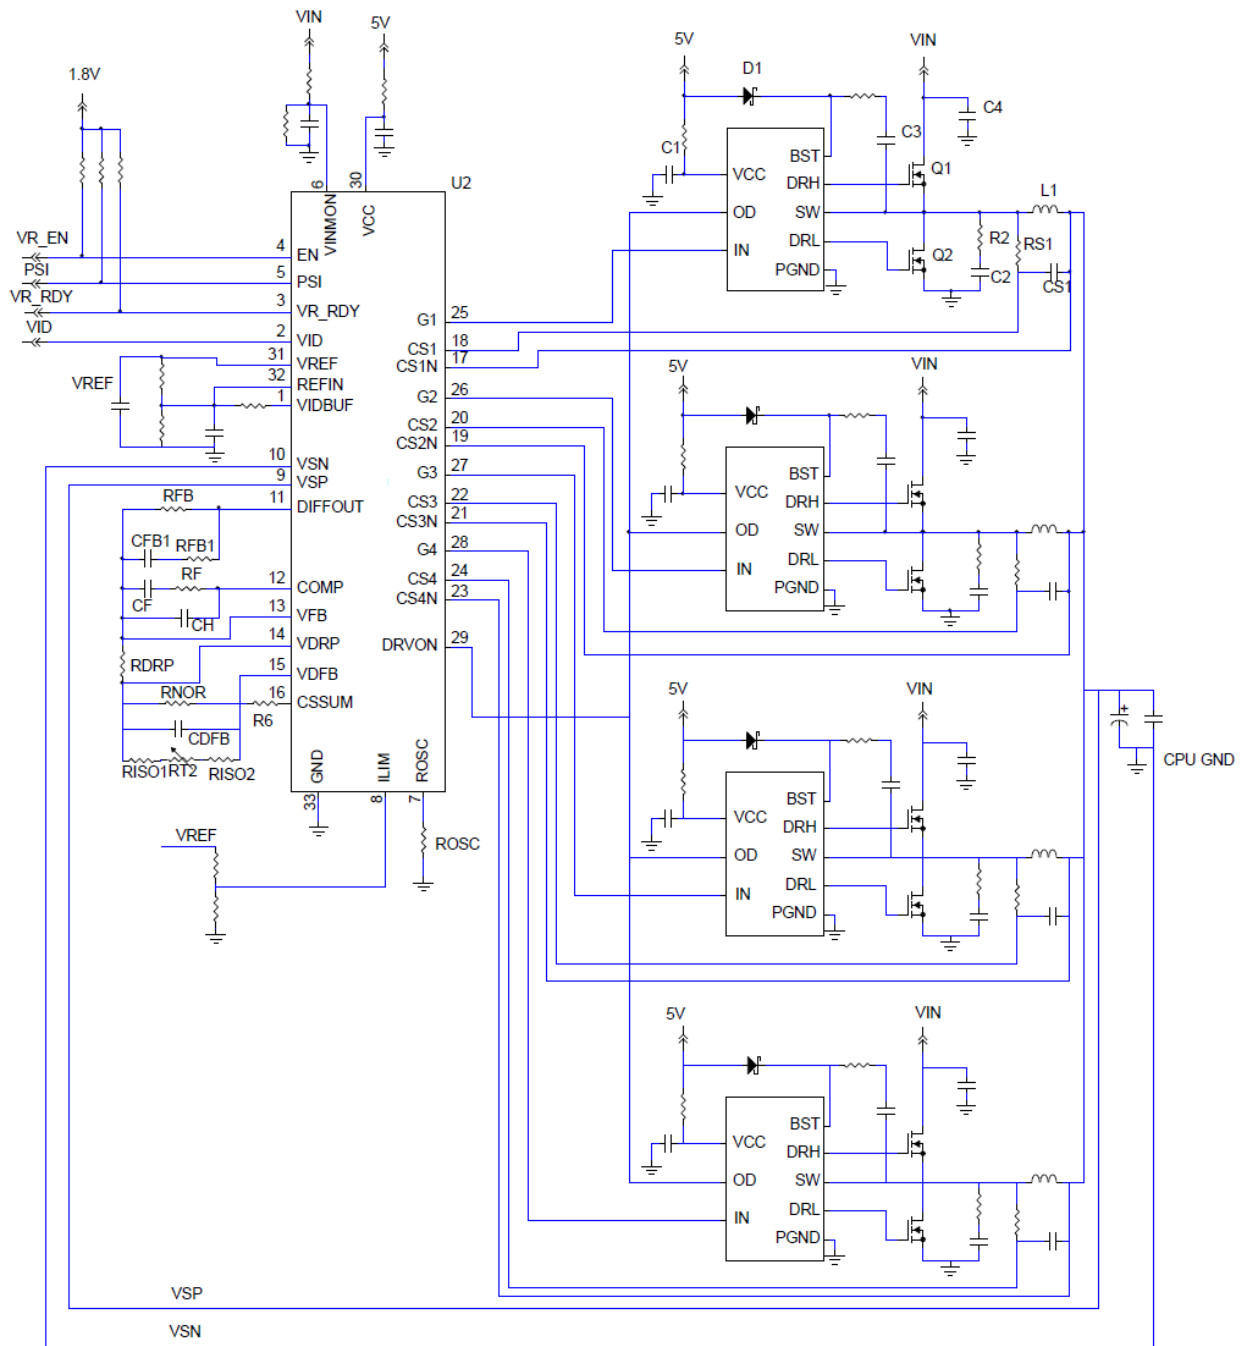 VIN
5V
1.8V
6
30
U2
VINMON
VCC
VR_EN
4
EN
PSI
5
PSI
VR_RDY
3
VR_RDY
VID
2
VID
31
VREF
VREF
32
REFIN
1
VIDBUF
10
VSN
9
VSP
RFB
11
DIFFOUT
CFB1
RFB1
RF
12
COMP
CF
13
VFB
CH
14
VDRP
RDRP
15
VDFB
RNOR
16
CSSUM
R6
CDFB
RISO1
RT2
RISO2
GND
ILIM
ROSC
33
8
7
VREF
ROSC
G1
25
CS1
18
CS1N
17
G2
26
CS2
20
CS2N
19
G3
27
CS3
22
CS3N
21
G4
28
CS4
24
CS4N
23
DRVON
29
5V
VIN
D1
C4
C1
C3
BST
VCC
DRH
Q1
L1
OD
SW
R2
RS1
DRL
Q2
IN
PGND
C2
CS1
5V
VIN
BST
VCC
DRH
OD
SW
DRL
IN
PGND
5V
VIN
BST
VCC
DRH
OD
SW
DRL
IN
PGND
CPU GND
5V
VIN
BST
VCC
DRH
OD
SW
DRL
IN
PGND
VSP
VSN